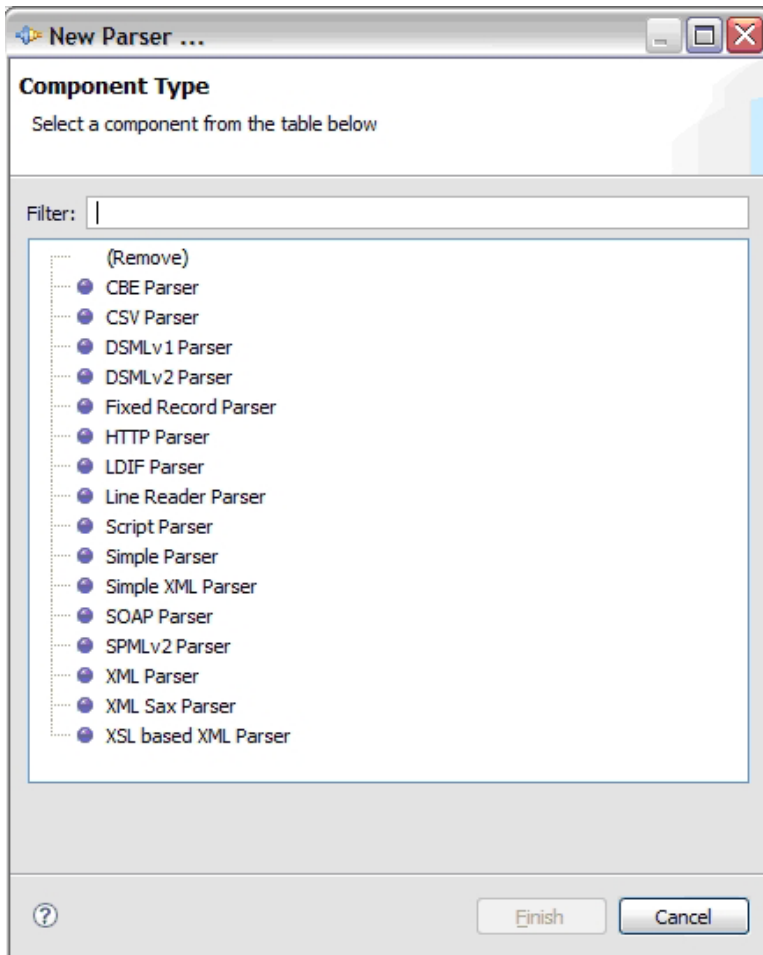 New Parser ...
Component Type
Select a component from the table below
Filter:
(Remove)
CBE Parser
CSV Parser
DSMLv1 Parser
DSMLv2 Parser
Fixed Record Parser
HTTP Parser
LDIF Parser
Line Reader Parser
Script Parser
Simple Parser
Simple XML Parser
SOAP Parser
SPMLv2 Parser
XML Parser
XML Sax Parser
XSL based XML Parser
? Finish Cancel